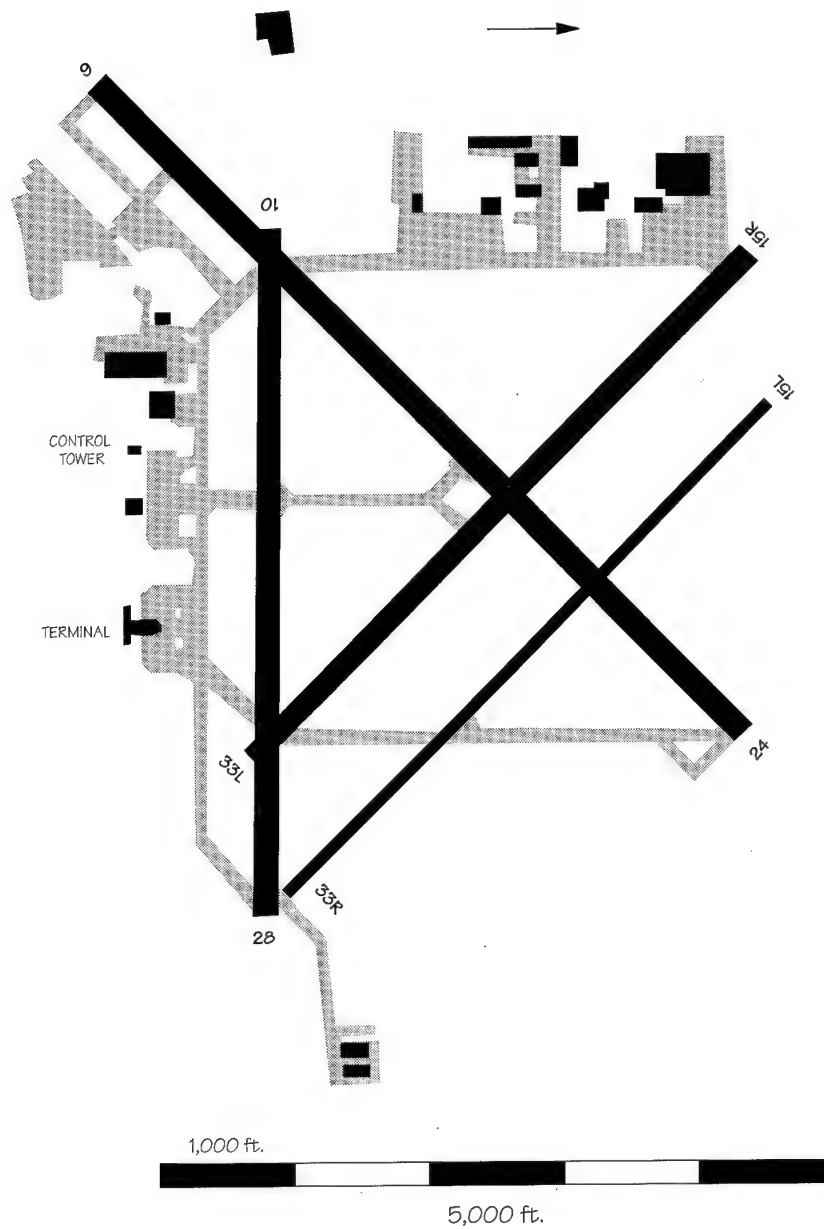 6
10
15R
15L
CONTROL
TOWER
TERMINAL
33L
24
33R
28
1,000 ft.
5,000 ft.